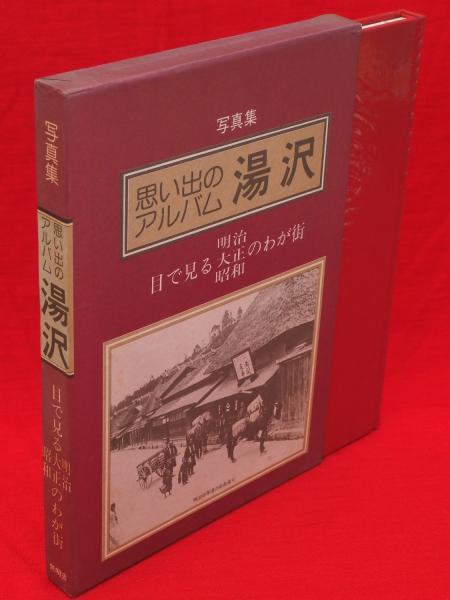 写真集
思い出の
アルバム
湯沢
明治
目で見る大正のわが街
昭和
写真集
思い出の
アルバム
湯沢
明治
目で見る大正のわが街
昭和